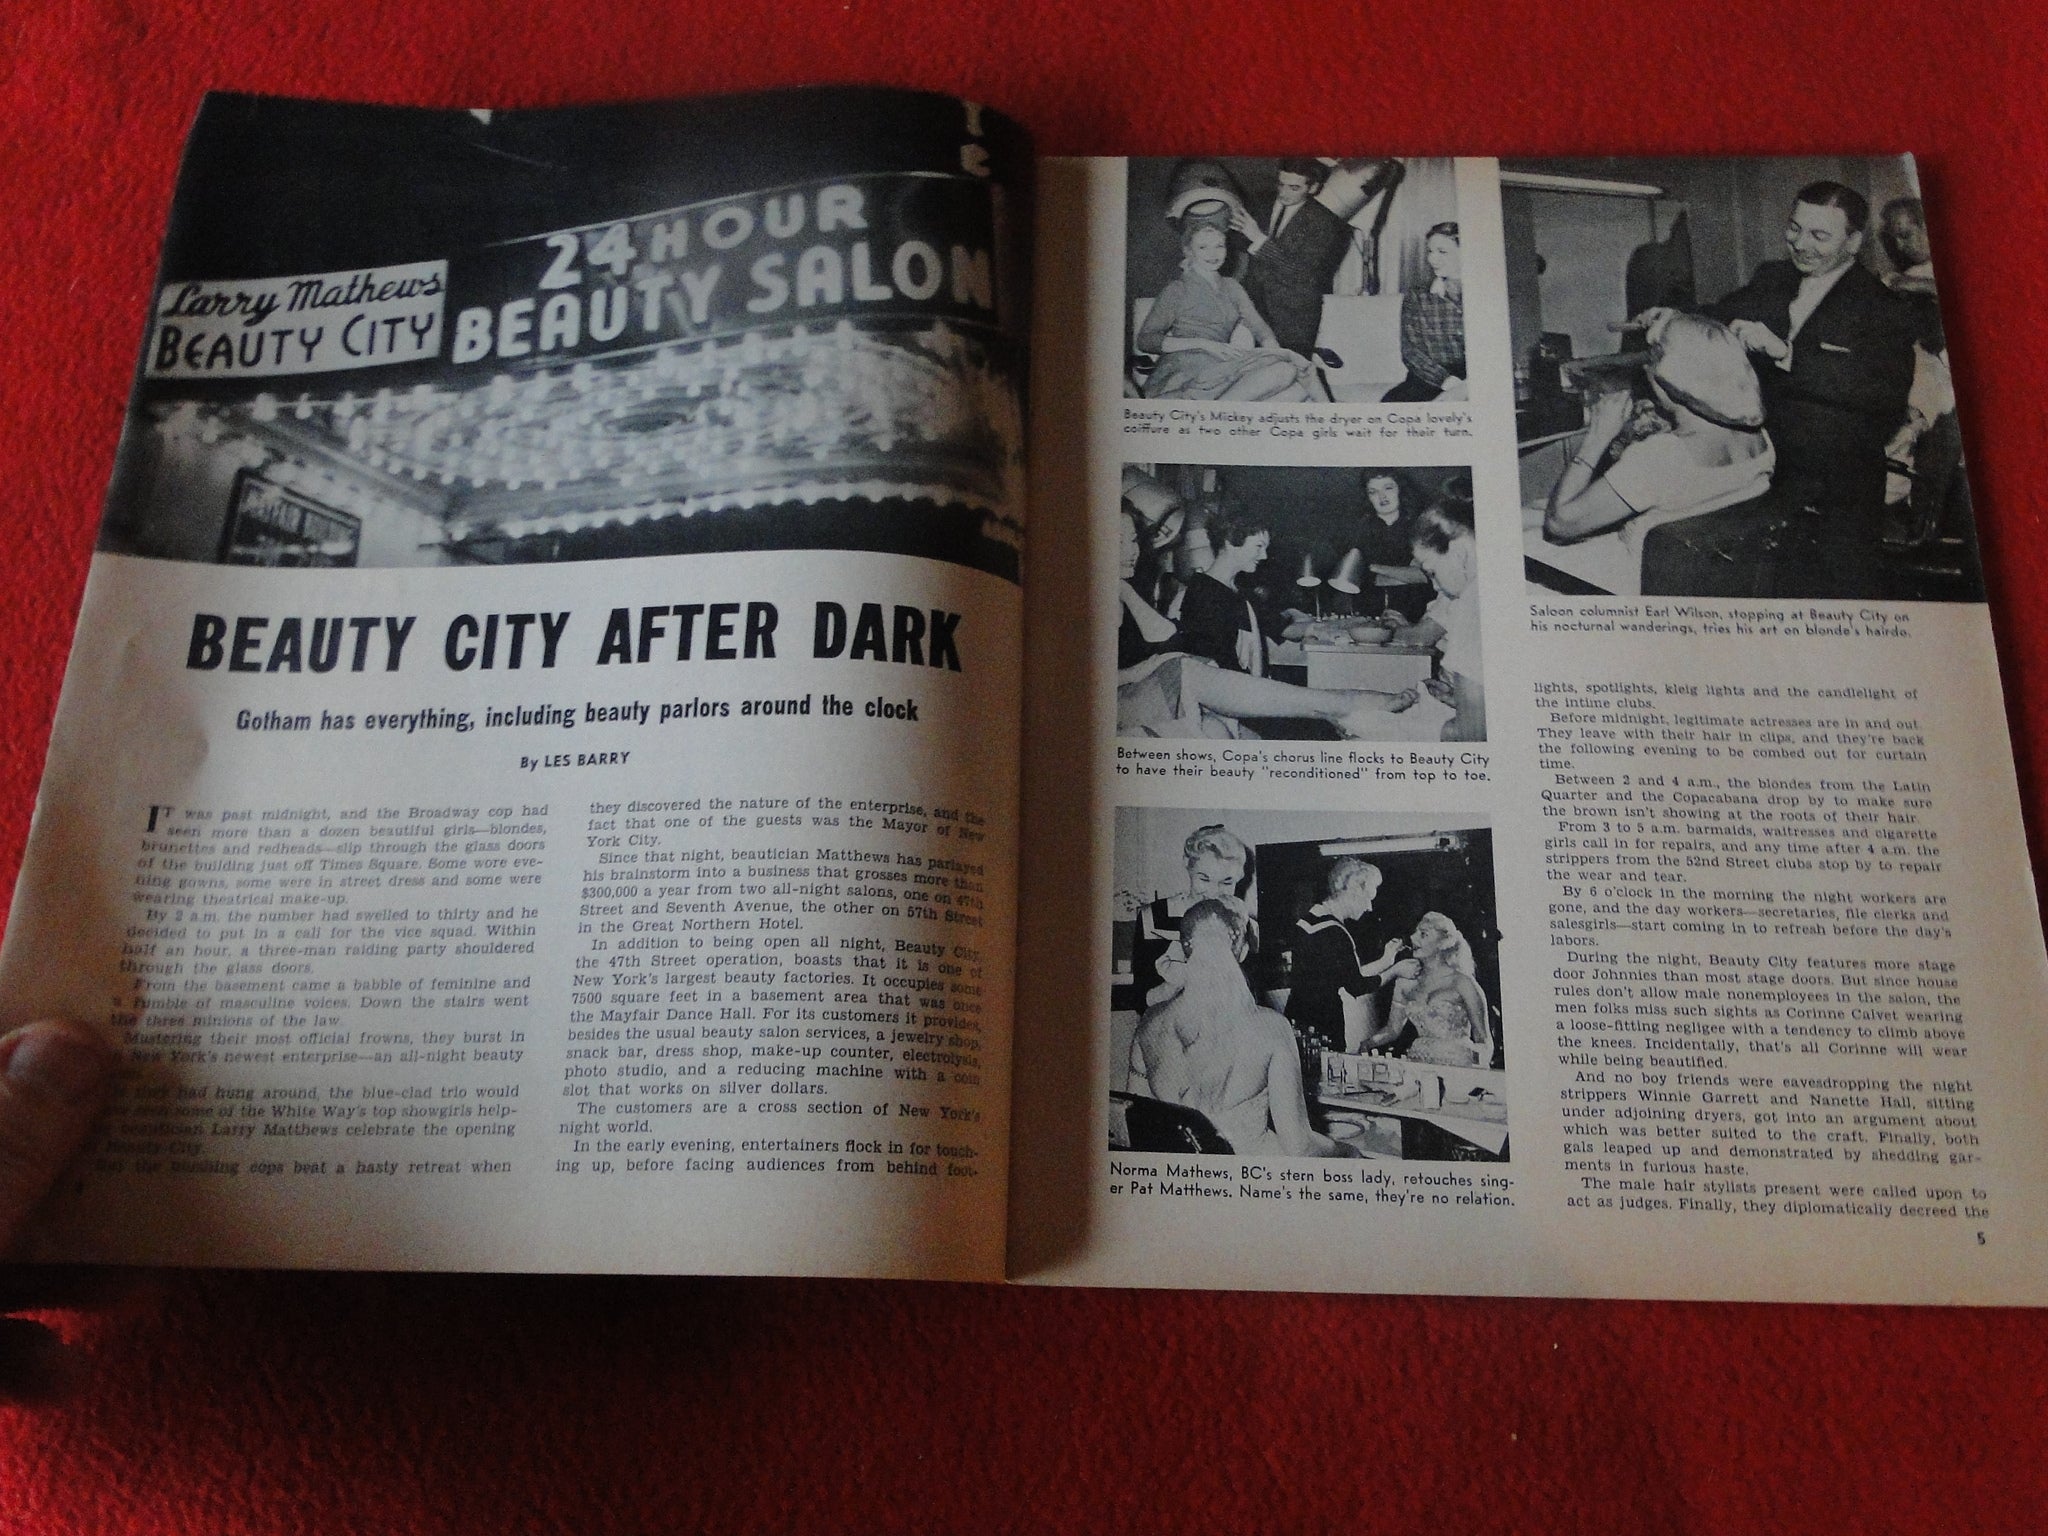 Larry Mathews
BEAUTY CITY
24 HOUR
BEAUTY SALON
BEAUTY CITY AFTER DARK
Gotham has everything, including beauty parlors around the clock
By LES BARRY
IT was past midnight, and the Broadway cop had
seen more than a dozen beautiful girls—blondes,
brunettes and redheads—slip through the glass doors
of the building just off Times Square. Some wore eve-
ning gowns, some were in street dress and some were
wearing theatrical make-up.
By 2 a.m. the number had swelled to thirty and he
decided to put in a call for the vice squad. Within
half an hour, a three-man raiding party shouldered
through the glass doors.
From the basement came a babble of feminine and
a rumble of masculine voices. Down the stairs went
the three minions of the law.
Mustering their most official frowns, they burst in
New York's newest enterprise—an all-night beauty
had hung around, the blue-clad trio would
some of the White Way's top showgirls help-
beautician Larry Matthews celebrate the opening
Beauty City.
the blushing cops beat a hasty retreat when
they discovered the nature of the enterprise, and the
fact that one of the guests was the Mayor of New
York City.
Since that night, beautician Matthews has parlayed
his brainstorm into a business that grosses more than
$300,000 a year from two all-night salons, one on 47th
Street and Seventh Avenue, the other on 57th Street
in the Great Northern Hotel.
In addition to being open all night, Beauty City,
the 47th Street operation, boasts that it is one of
New York's largest beauty factories. It occupies some
7500 square feet in a basement area that was once
the Mayfair Dance Hall. For its customers it provides,
besides the usual beauty salon services, a jewelry shop,
snack bar, dress shop, make-up counter, electrolysis,
photo studio, and a reducing machine with a coin
slot that works on silver dollars.
The customers are a cross section of New York's
night world.
In the early evening, entertainers flock in for touch-
ing up, before facing audiences from behind foot-
Beauty City's Mickey adjusts the dryer on Copa lovely's
coiffure as two other Copa girls wait for their turn.
Between shows, Copa's chorus line flocks to Beauty City
to have their beauty "reconditioned" from top to toe.
Norma Mathews, BC's stern boss lady, retouches sing-
er Pat Matthews. Name's the same, they're no relation.
Saloon columnist Earl Wilson, stopping at Beauty City on
his nocturnal wanderings, tries his art on blonde's hairdo.
lights, spotlights, kleig lights and the candlelight of
the intime clubs.
Before midnight, legitimate actresses are in and out.
They leave with their hair in clips, and they're back
the following evening to be combed out for curtain
time.
Between 2 and 4 a.m., the blondes from the Latin
Quarter and the Copacabana drop by to make sure
the brown isn't showing at the roots of their hair.
From 3 to 5 a.m. barmaids, waitresses and cigarette
girls call in for repairs, and any time after 4 a.m. the
strippers from the 52nd Street clubs stop by to repair
the wear and tear.
By 6 o'clock in the morning the night workers are
gone, and the day workers—secretaries, file clerks and
salesgirls—start coming in to refresh before the day's
labors.
During the night, Beauty City features more stage
door Johnnies than most stage doors. But since house
rules don't allow male nonemployees in the salon, the
men folks miss such sights as Corinne Calvet wearing
a loose-fitting negligee with a tendency to climb above
the knees. Incidentally, that's all Corinne will wear
while being beautified.
And no boy friends were eavesdropping the night
strippers Winnie Garrett and Nanette Hall, sitting
under adjoining dryers, got into an argument about
which was better suited to the craft. Finally, both
gals leaped up and demonstrated by shedding gar-
ments in furious haste.
The male hair stylists present were called upon to
act as judges. Finally, they diplomatically decreed the
5